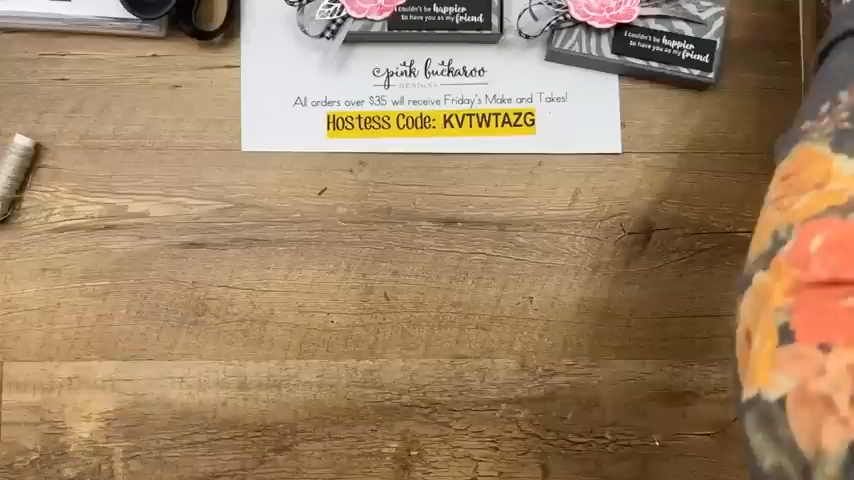 I couldn't be happier
to have you as my friend
I couldn't be happier
to have you as my friend
pink buckaroo
DESIGNS
All orders over $35 will receive Friday's Make and Takes!
Hostess Code: KVTWTAZG